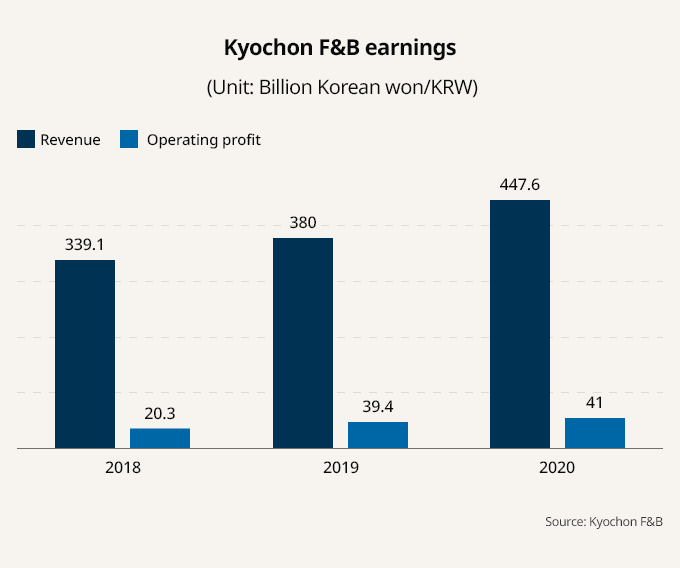 Kyochon F&B earnings
(Unit: Billion Korean won/KRW)
Revenue Operating profit
447.6
380
339.1
20.3
39.4
41
2018 2019 2020
Source: Kyochon F&B